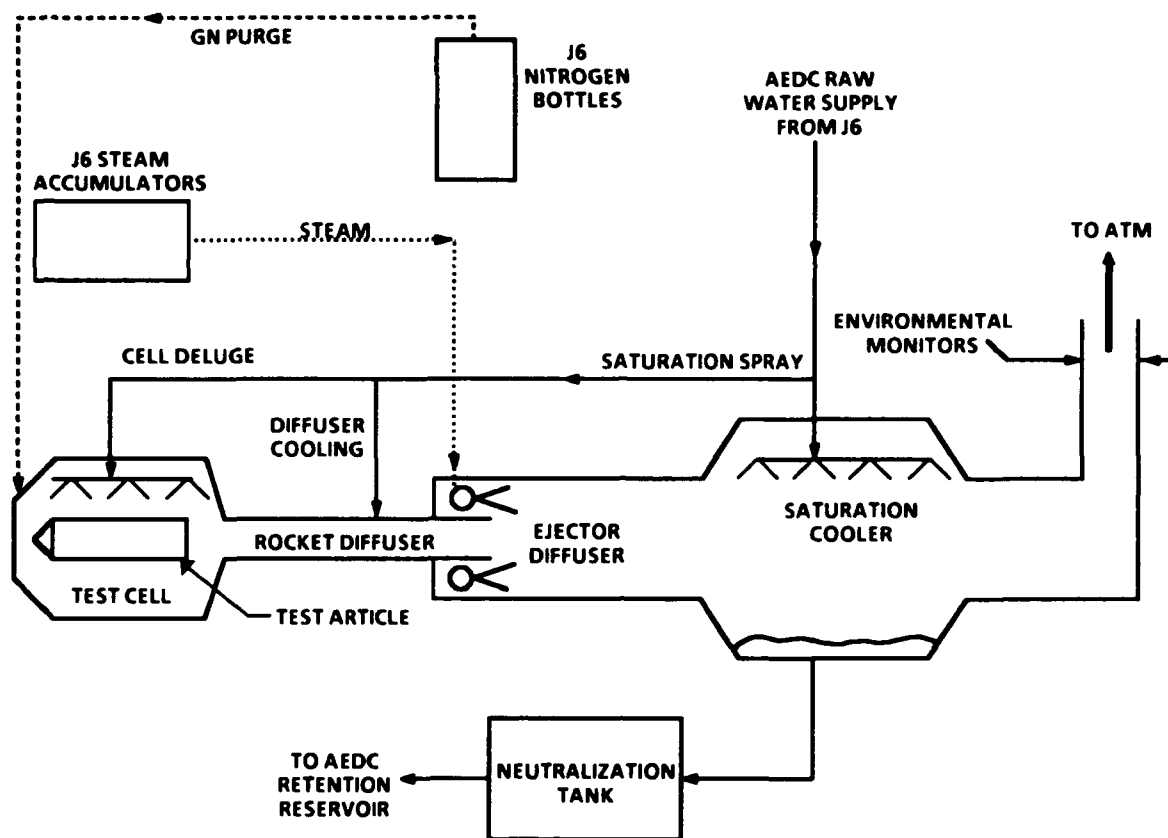 GN PURGE
J6
NITROGEN
BOTTLES
AEDC RAW
WATER SUPPLY
FROM J6
J6 STEAM
ACCUMULATORS
STEAM
TO ATM
ENVIRONMENTAL
MONITORS
CELL DELUGE
SATURATION SPRAY
DIFFUSER
COOLING
SATURATION
COOLER
ROCKET DIFFUSER
EJECTOR
DIFFUSER
TEST CELL
TEST ARTICLE
TO AEDC
RETENTION
RESERVOIR
NEUTRALIZATION
TANK